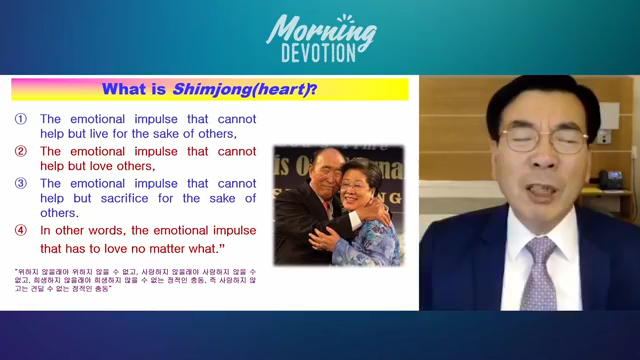 Morning
DEVOTION
What is Shimjong(heart)?
① The emotional impulse that cannot
help but live for the sake of others,
② The emotional impulse that cannot
help but love others,
③ The emotional impulse that cannot
help but sacrifice for the sake of
others.
④ In other words, the emotional impulse
that has to love no matter what.”
"위하지 않을래야 위하지 않을 수 없고, 사랑하지 않을래야 사랑하지 않을 수
없고, 희생하지 않을래야 희생하지 않을 수 없는 정적인 충동, 즉 사랑하지 않
고는 견딜 수 없는 정적인 충동"